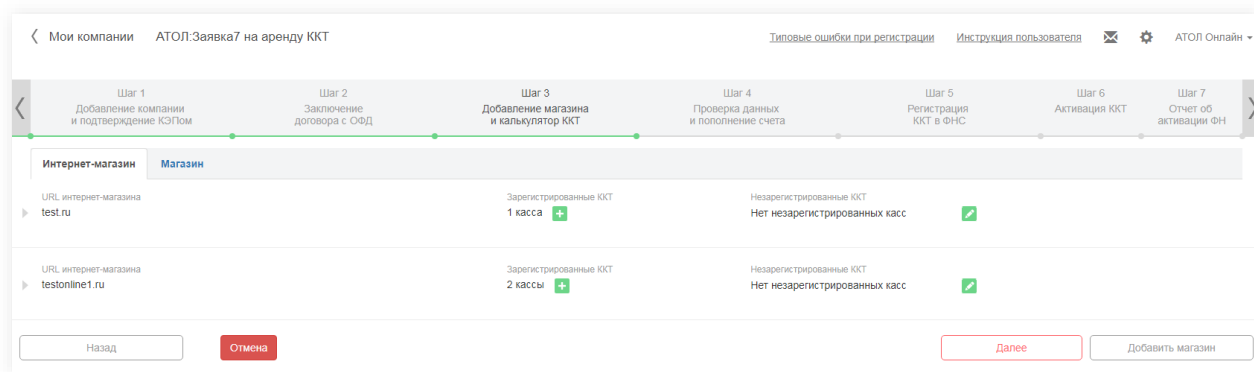 Мои компании АТОЛ:Заявка7 на аренду ККТ Типовые ошибки при регистрации Инструкция пользователя АТОЛ Онлайн
Шаг 1 Шаг 2 Шаг 3 Шаг 4 Шаг 5 Шаг 6 Шаг 7
Добавление компании Заключение Добавление магазина Проверка данных Регистрация Активация ККТ Отчет об
и подтверждение КЭПом договора с ОФД и калькулятор ККТ и пополнение счета ККТ в ФНС активации ФН
Интернет-магазин Магазин
URL интернет-магазина Зарегистрированные ККТ Незарегистрированные ККТ
test.ru 1 касса Нет незарегистрированных касс
URL интернет-магазина Зарегистрированные ККТ Незарегистрированные ККТ
testonline1.ru 2 кассы Нет незарегистрированных касс
Назад Отмена Далее Добавить магазин